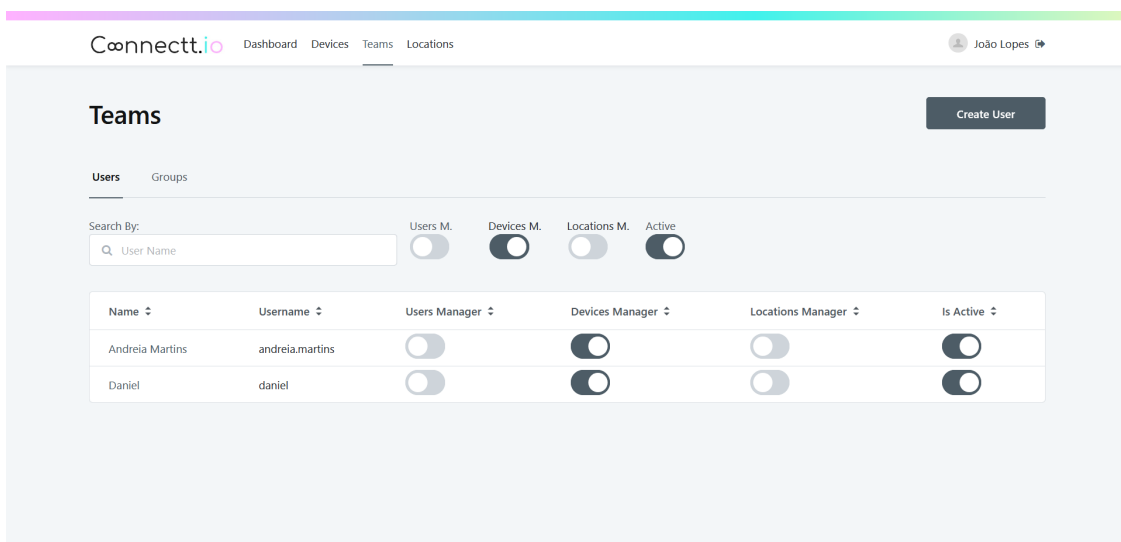 Connectt.io Dashboard Devices Teams Locations João Lopes
Teams
Create User
Users Groups
Search By: Users M. Devices M. Locations M. Active
User Name
Name Username Users Manager Devices Manager Locations Manager Is Active
Andreia Martins andreia.martins
Daniel daniel